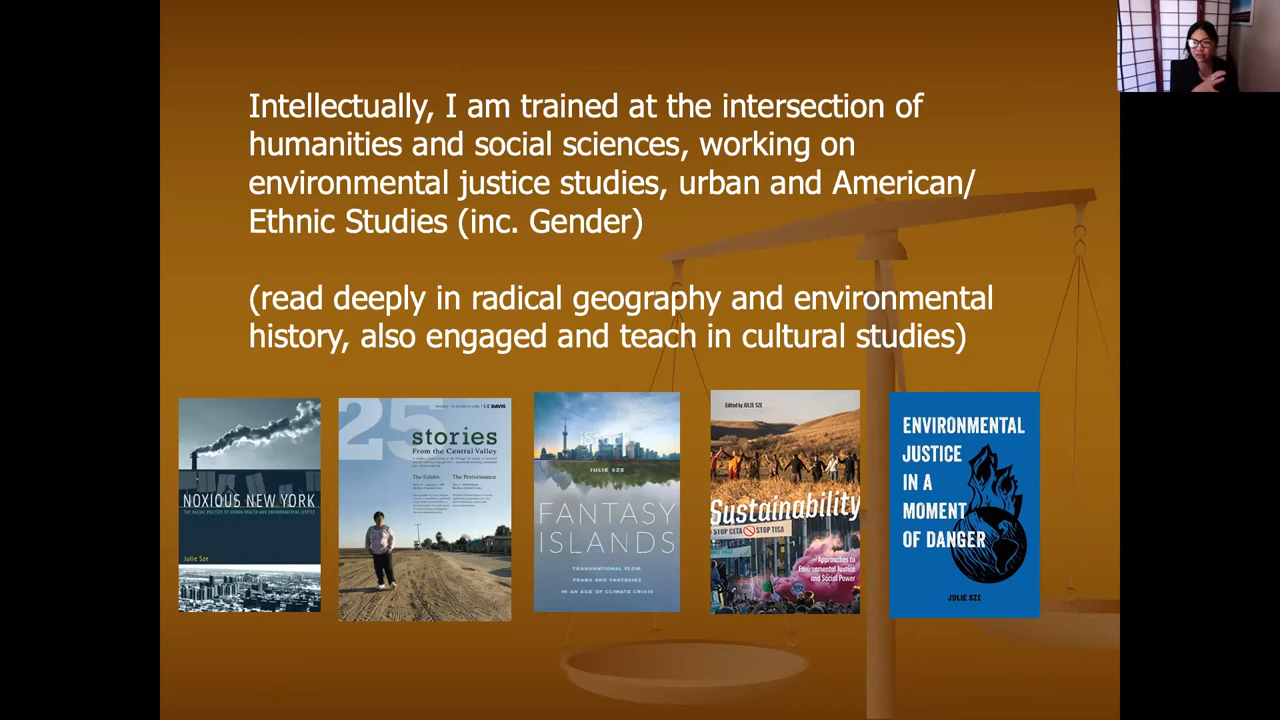 Intellectually, I am trained at the intersection of
humanities and social sciences, working on
environmental justice studies, urban and American/
Ethnic Studies (inc. Gender)
(read deeply in radical geography and environmental
history, also engaged and teach in cultural studies)
NOXIOUS NEW YORK
THE RACIAL POLITICS OF URBAN HEALTH AND ENVIRONMENTAL JUSTICE
Julie Sze
25
UC DAVIS
stories
From the Central Valley
The Exhibit
The Performance
JULIE SZE
FANTASY
ISLANDS
TRANSNATIONAL FLOW,
FEARS AND FANTASIES
IN AN AGE OF CLIMATE CRISIS
Edited by JULIE SZE
Sustainability
STOP CETA STOP TISA
Approaches to
Environmental Justice
and Social Power
ENVIRONMENTAL
JUSTICE
IN A
MOMENT
OF DANGER
JULIE SZE